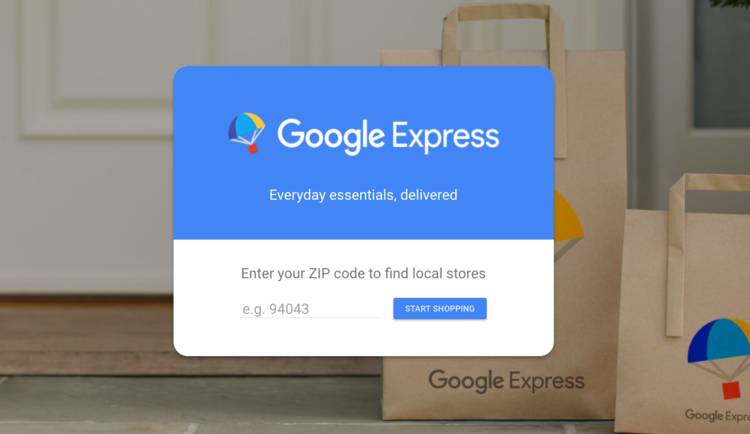 Google Express
Everyday essentials, delivered
Enter your ZIP code to find local stores
e.g. 94043
START SHOPPING
Google Express
Google Expre